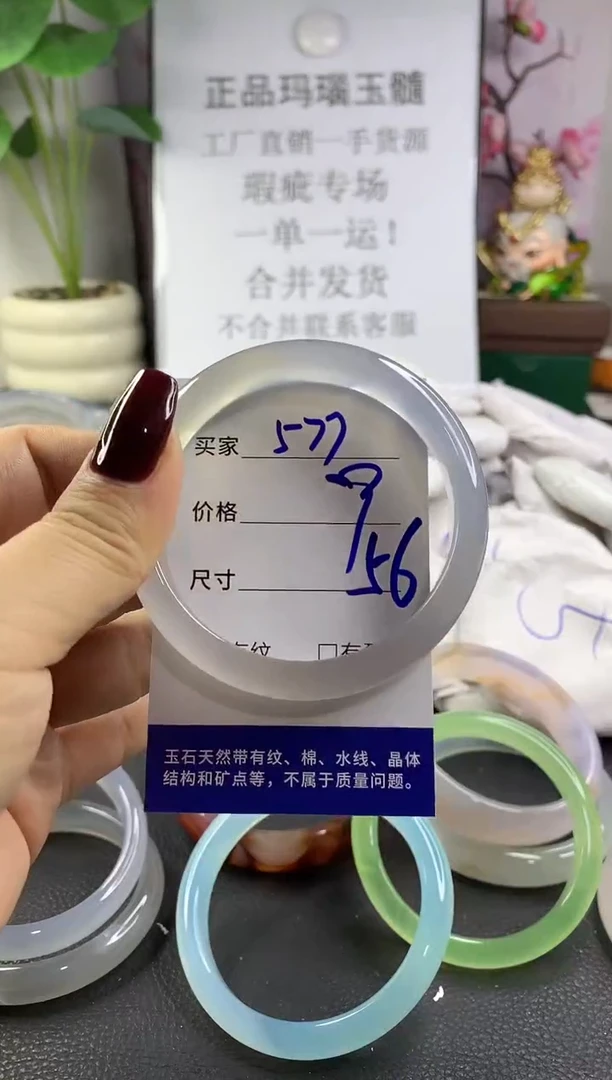 正品玛瑙玉髓
工厂直销一手货源
瑕疵专场
一单一运！
合并发货
不合并联系客服
买家 577
价格
尺寸 56
纹 □有
玉石天然带有纹、棉、水线、晶体
结构和矿点等，不属于质量问题。